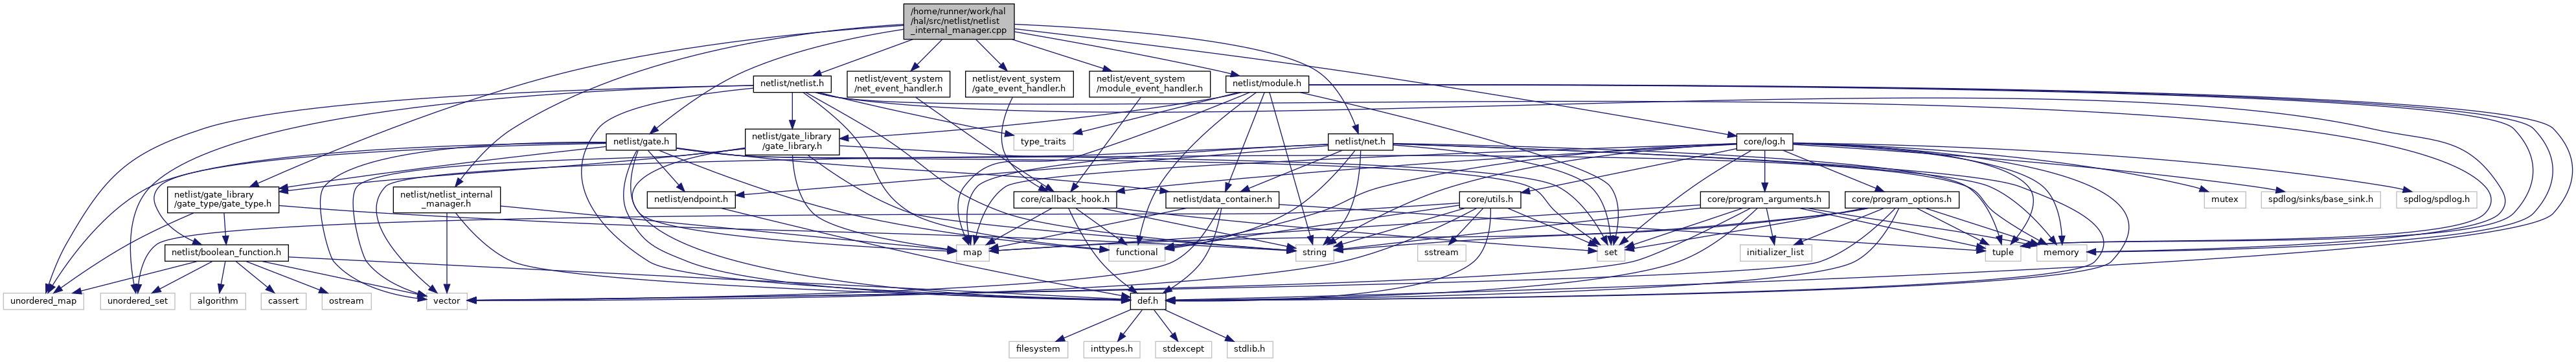 /home/runner/work/hal
/hal/src/netlist/netlist
_internal_manager.cpp
netlist/netlist.h
netlist/event_system
/net_event_handler.h
netlist/event_system
/gate_event_handler.h
netlist/event_system
/module_event_handler.h
netlist/module.h
netlist/gate.h
netlist/gate_library
/gate_library.h
type_traits
netlist/net.h
core/log.h
netlist/gate_library
/gate_type/gate_type.h
netlist/netlist_internal
_manager.h
netlist/endpoint.h
core/callback_hook.h
netlist/data_container.h
core/utils.h
core/program_arguments.h
core/program_options.h
mutex
spdlog/sinks/base_sink.h
spdlog/spdlog.h
netlist/boolean_function.h
map
functional
string
sstream
set
initializer_list
tuple
memory
unordered_map
unordered_set
algorithm
cassert
ostream
vector
def.h
filesystem
inttypes.h
stdexcept
stdlib.h